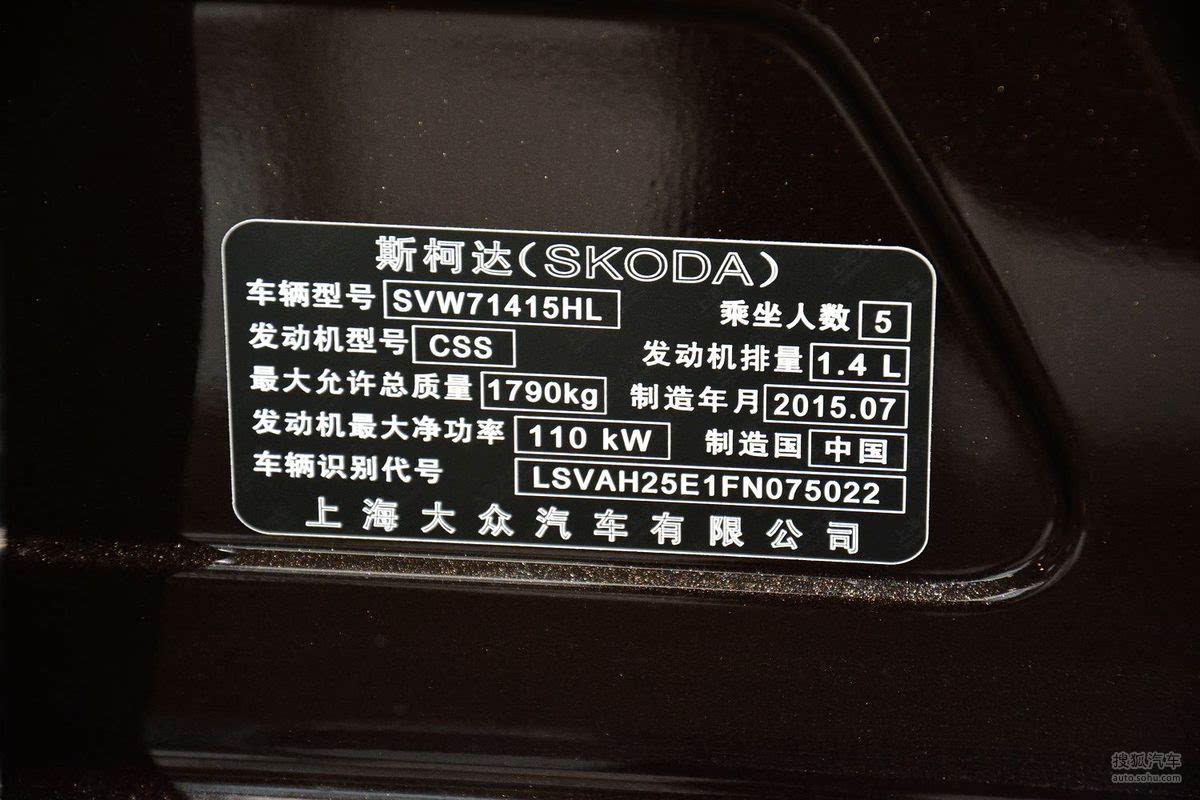 斯柯达(SKODA)
车辆型号 SVW71415HL 乘坐人数 5
发动机型号 CSS 发动机排量 1.4 L
最大允许总质量 1790kg 制造年月 2015.07
发动机最大净功率 110 kW 制造国 中国
车辆识别代号 LSVAH25E1FN075022
上海大众汽车有限公司
搜狐汽车
auto.sohu.com